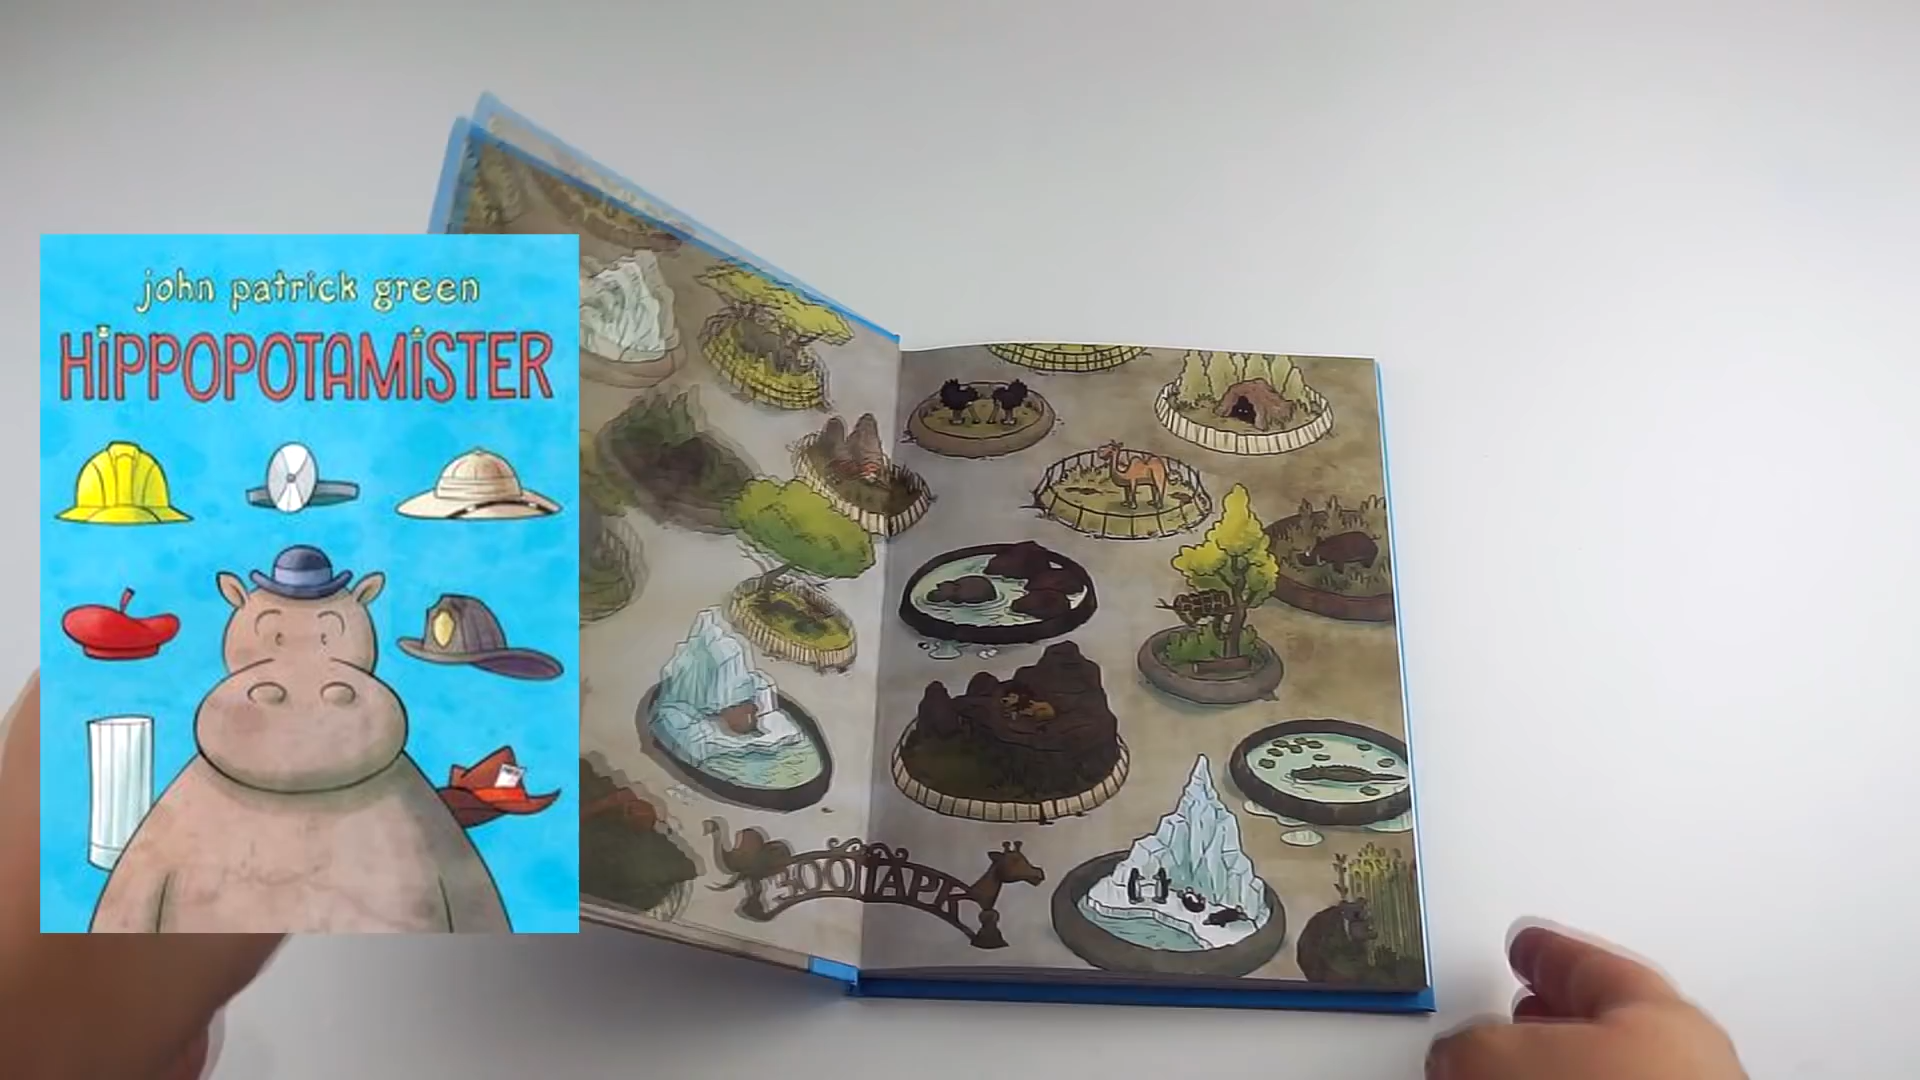 john patrick green
HiPPOPOTAMiSTER
ЗООПАРК